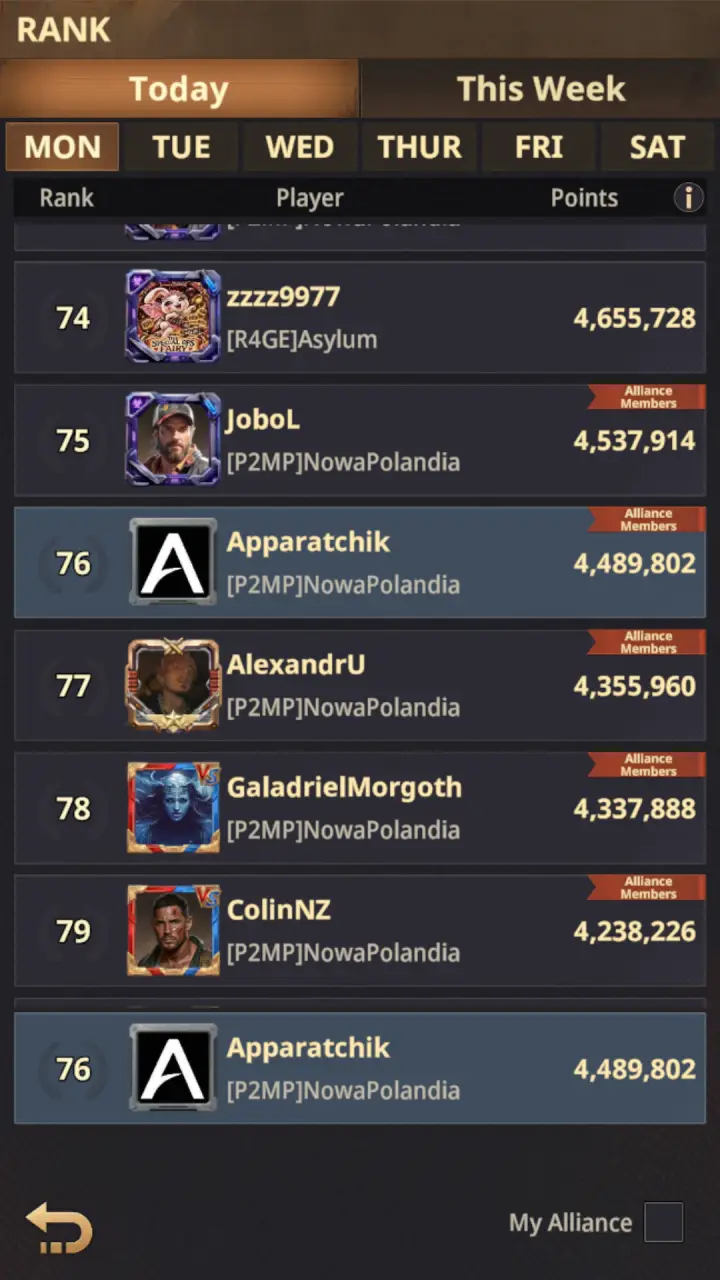 RANK
Today
This Week
MON
TUE
WED
THUR
FRI
SAT
Rank
Player
Points
74
zzzz9977
[R4GE]Asylum
4,655,728
75
JoboL
[P2MP]NowaPolandia
Alliance
Members
4,537,914
76
Apparatchik
[P2MP]NowaPolandia
Alliance
Members
4,489,802
77
AlexandrU
[P2MP]NowaPolandia
Alliance
Members
4,355,960
78
VS
GaladrielMorgoth
[P2MP]NowaPolandia
Alliance
Members
4,337,888
79
VS
ColinNZ
[P2MP]NowaPolandia
Alliance
Members
4,238,226
76
Apparatchik
[P2MP]NowaPolandia
4,489,802
My Alliance